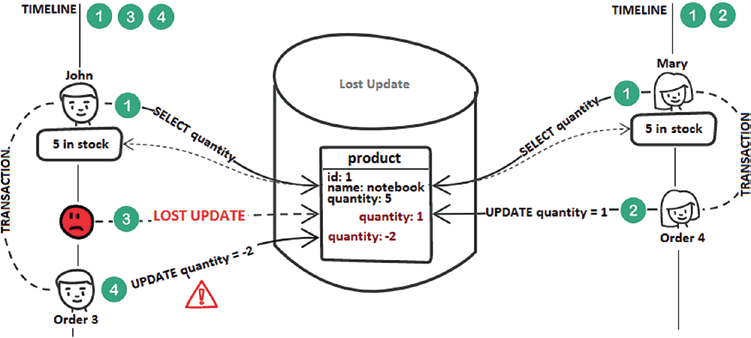 TIMELINE
1 3 4
John
1
5 in stock
TRANSACTION
SELECT quantity
3
LOST UPDATE
4
UPDATE quantity = -2
Order 3
Lost Update
product
id: 1
name: notebook
quantity: 5
quantity: 1
quantity: -2
TIMELINE
1 2
Mary
1
SELECT quantity
5 in stock
TRANSACTION
UPDATE quantity = 1
2
Order 4